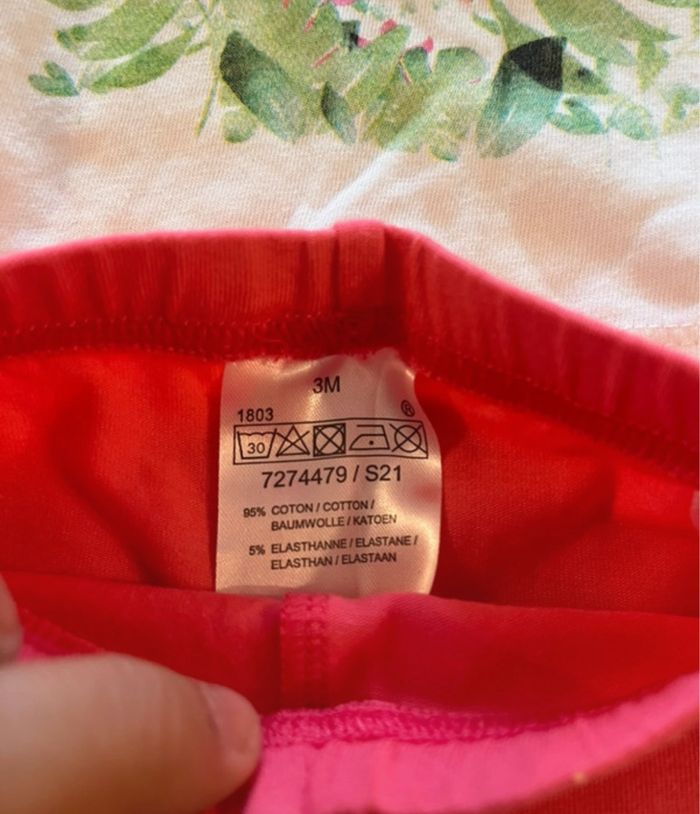 3M
1803 ®
30
7274479 / S21
95% COTON / COTTON /
BAUMWOLLE / KATOEN
5% ELASTHANNE / ELASTANE /
ELASTHAN / ELASTAAN